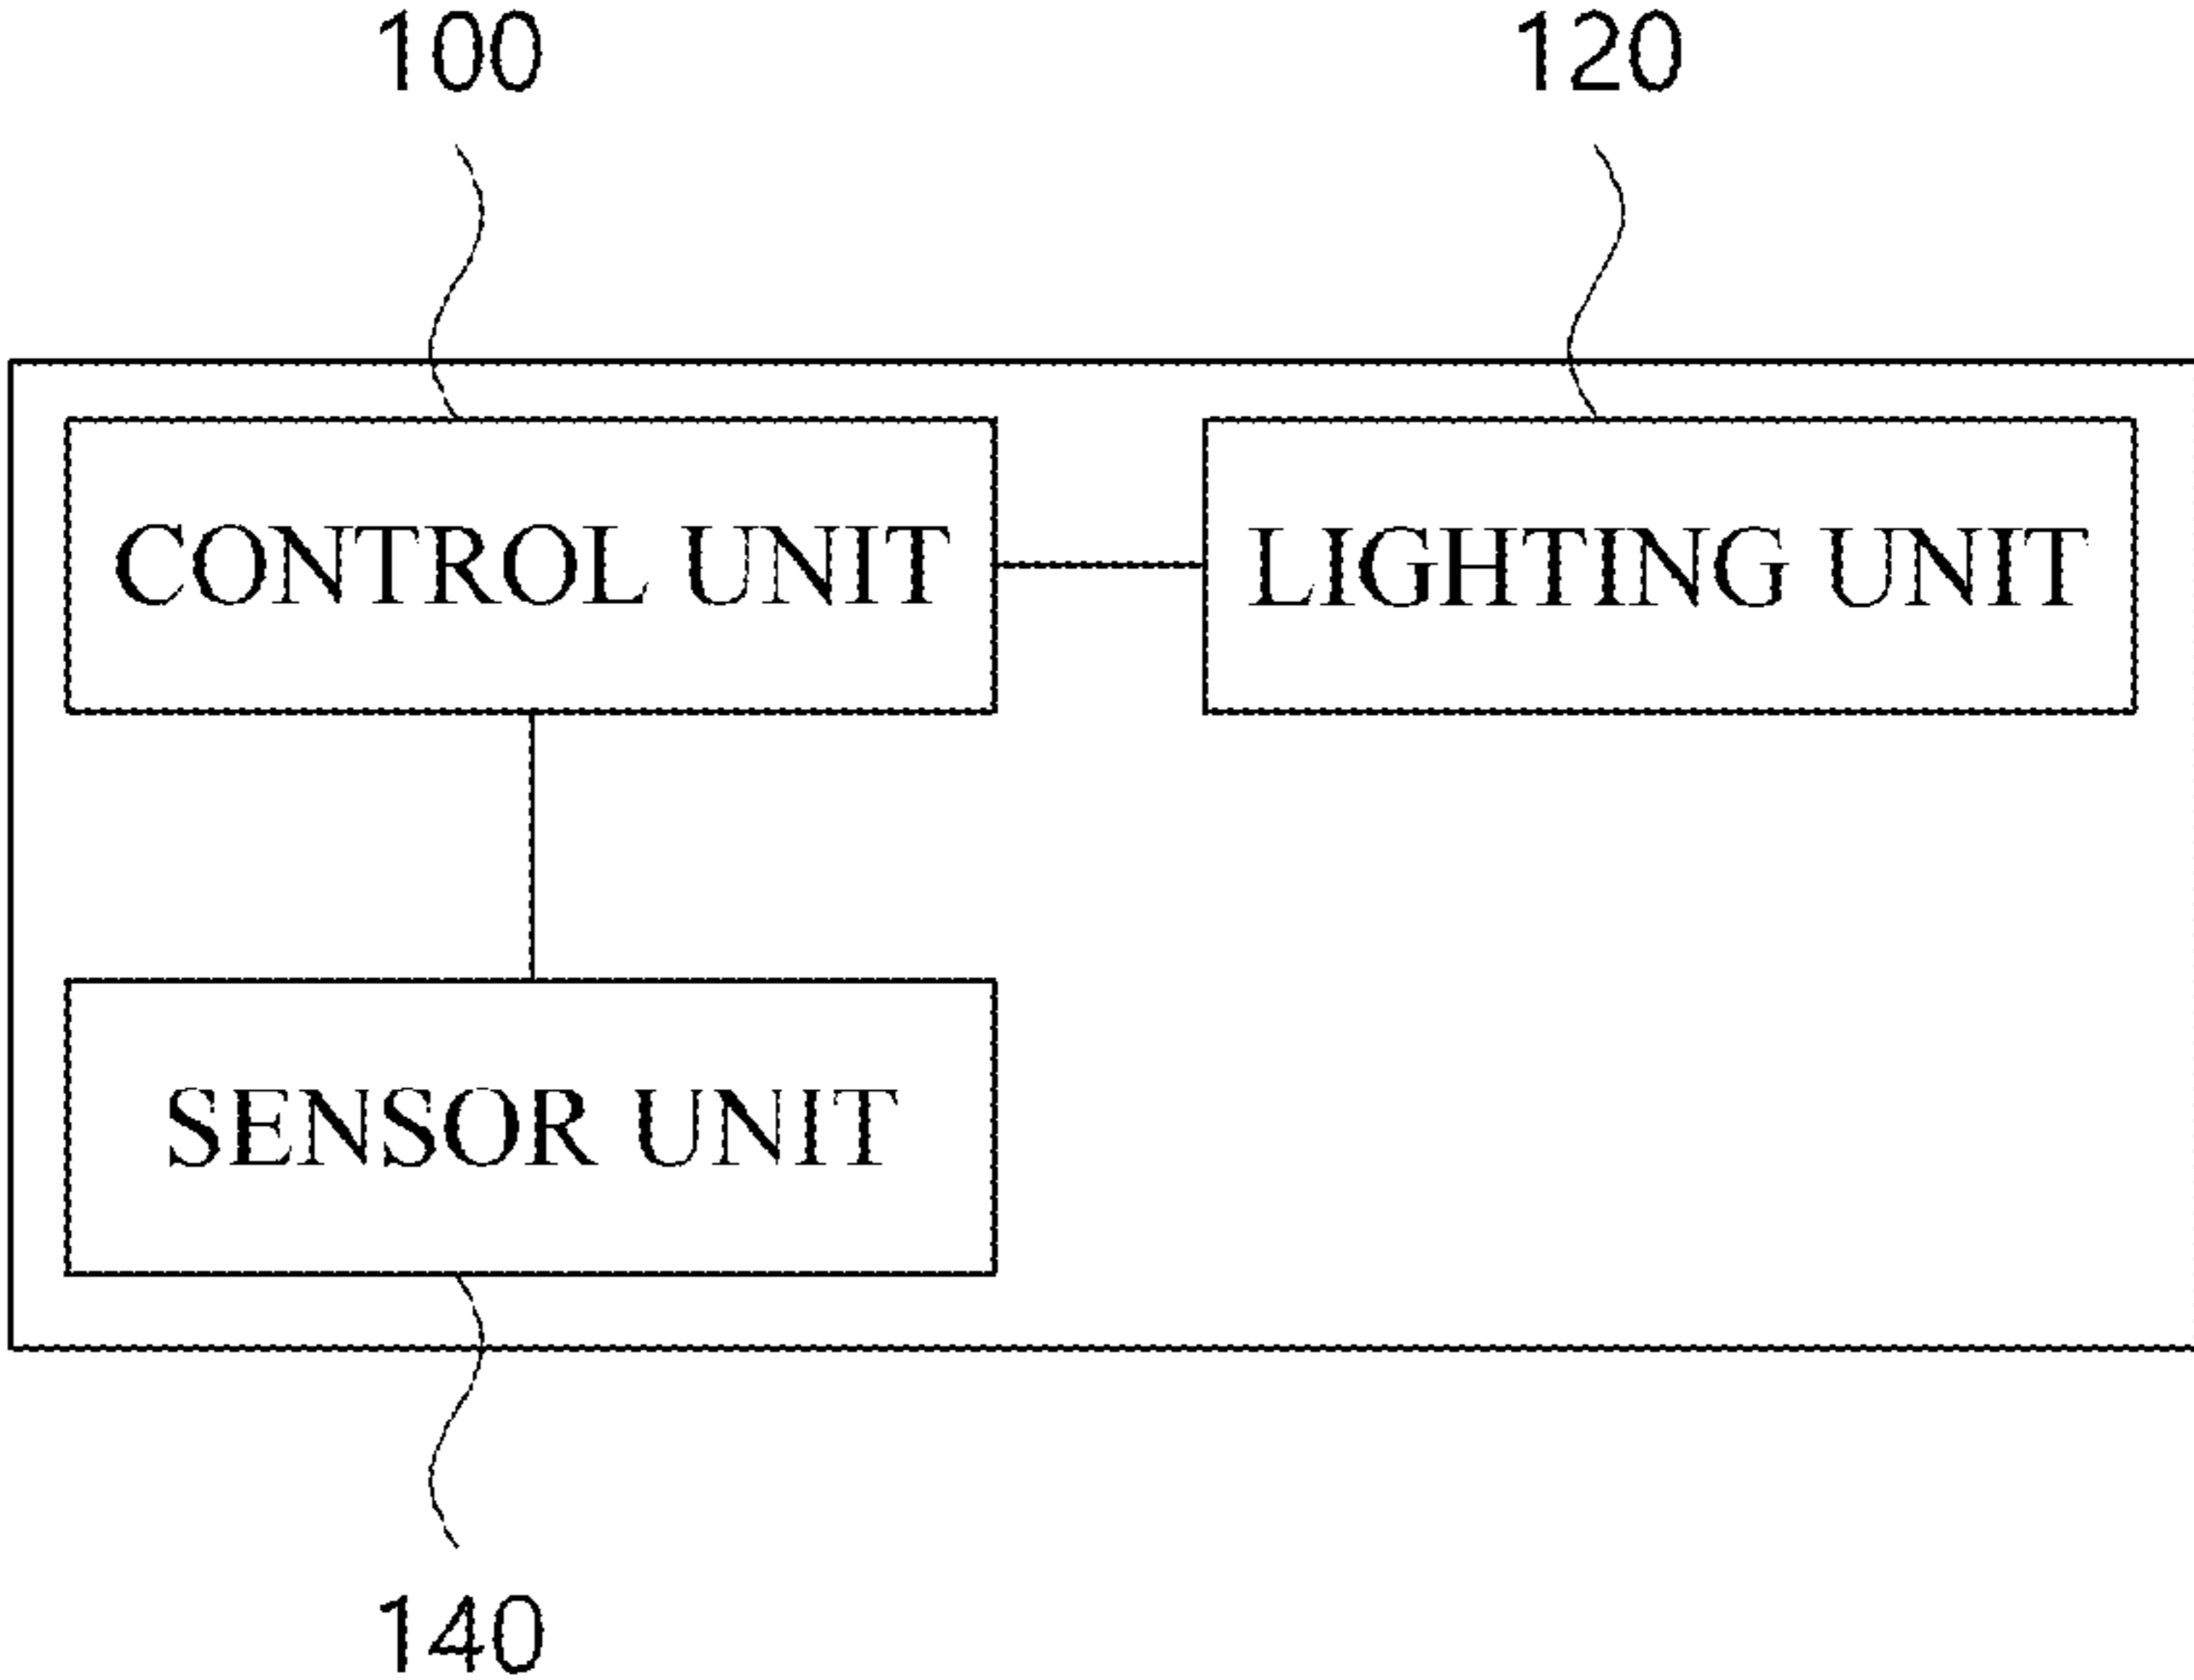 100
120
CONTROL UNIT
LIGHTING UNIT
SENSOR UNIT
140